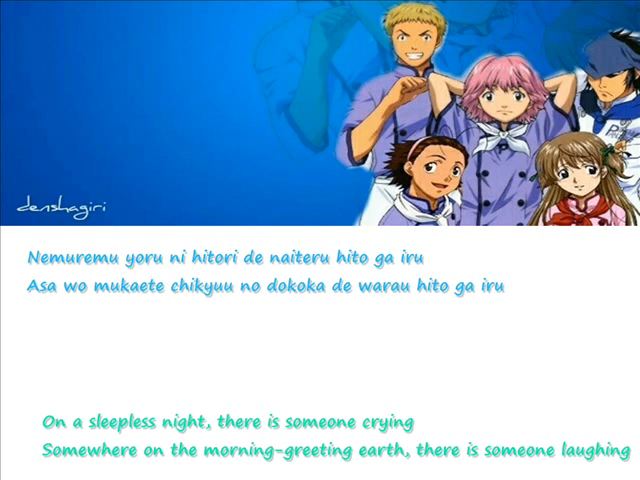 denshagiri
Nemuremu yoru ni hitori de naiteru hito ga iru
Asa wo mukaete chikyuu no dokoka de warau hito ga iru
On a sleepless night, there is someone crying
Somewhere on the morning-greeting earth, there is someone laughing